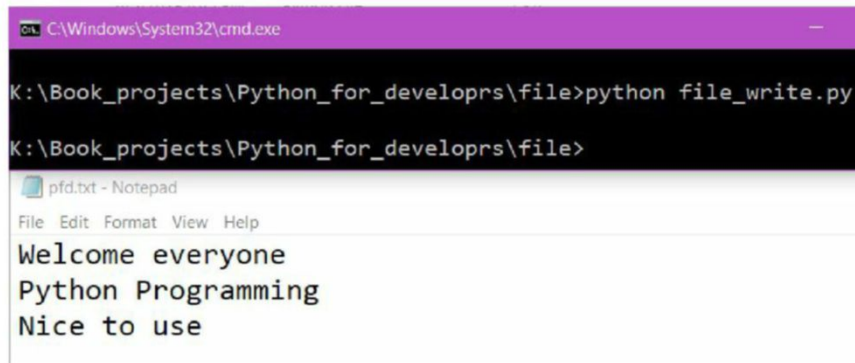 C:\Windows\System32\cmd.exe
K:\Book_projects\Python_for_developrs\file>python file_write.py
K:\Book_projects\Python_for_developrs\file>
pfd.txt - Notepad
File Edit Format View Help
Welcome everyone
Python Programming
Nice to use